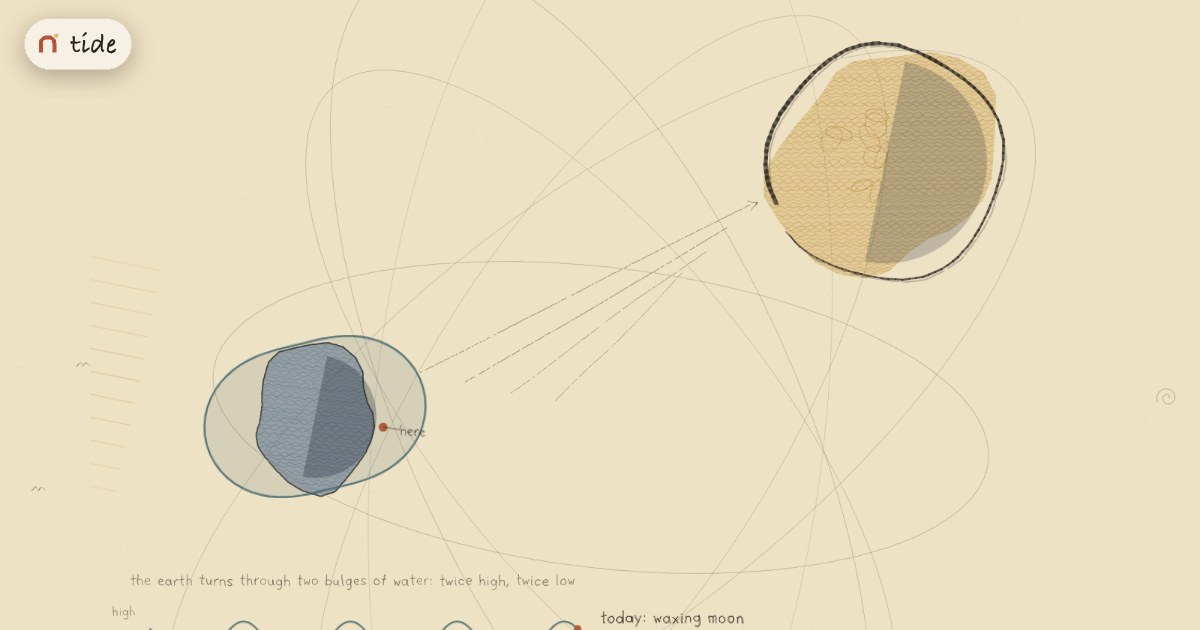 tide
here
the earth turns through two bulges of water: twice high, twice low
high
today: waxing moon